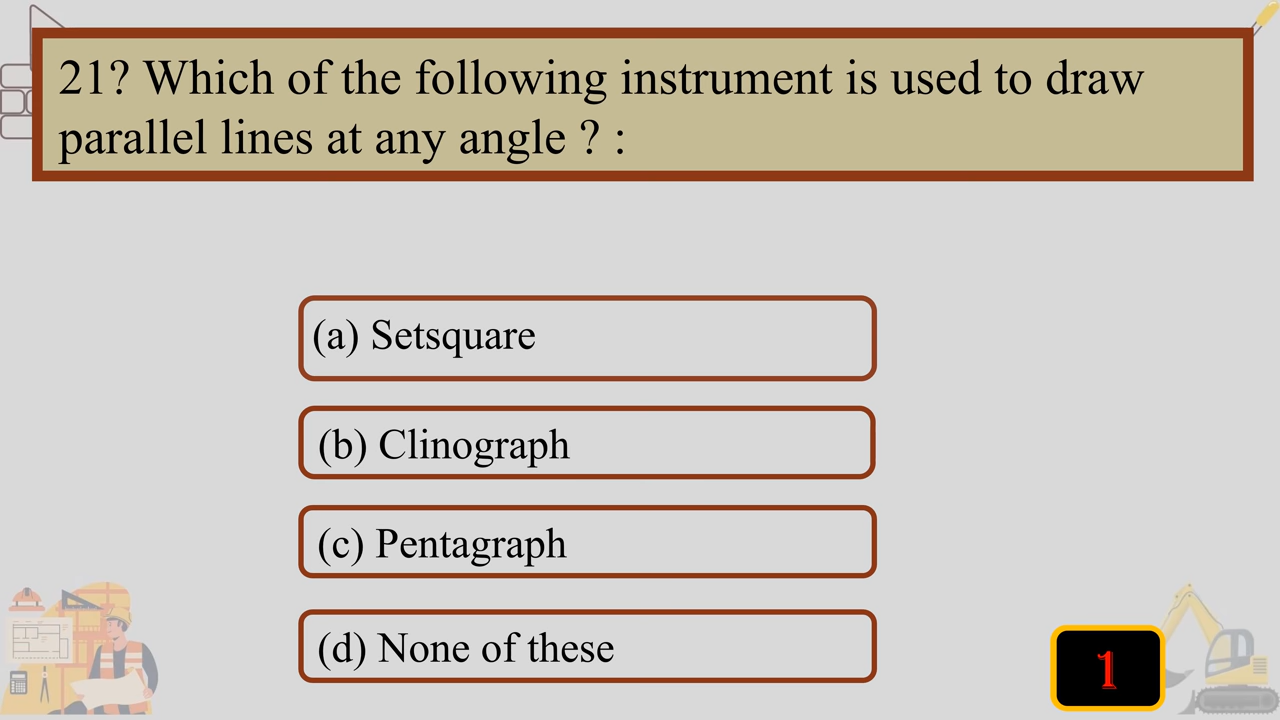 21? Which of the following instrument is used to draw
parallel lines at any angle ? :
(a) Setsquare
(b) Clinograph
(c) Pentagraph
(d) None of these
1